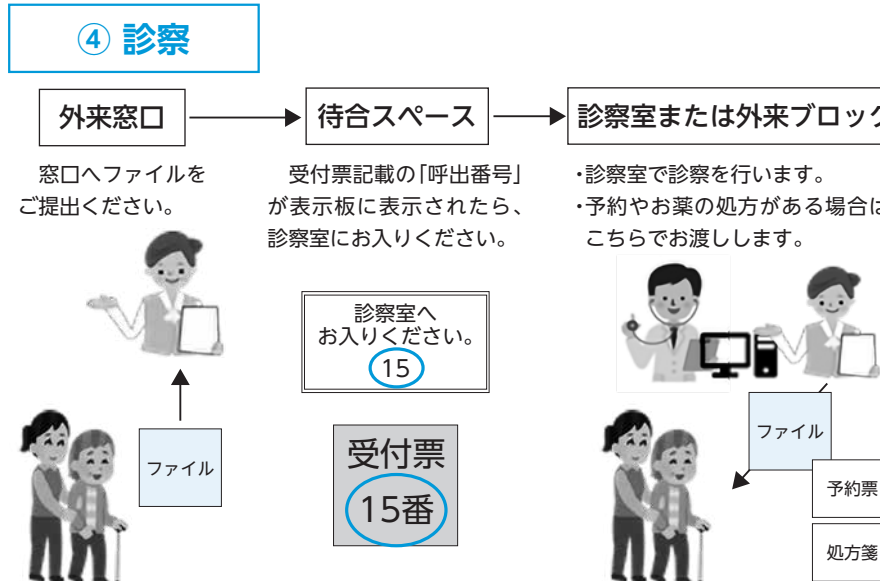 ④ 診察
外来窓口
待合スペース
診察室または外来ブロック
窓口へファイルを
ご提出ください。
受付票記載の「呼出番号」
が表示板に表示されたら、
診察室にお入りください。
・診察室で診察を行います。
・予約やお薬の処方がある場合は
こちらでお渡しします。
診察室へ
お入りください。
15
ファイル
受付票
15番
ファイル
予約票
処方箋